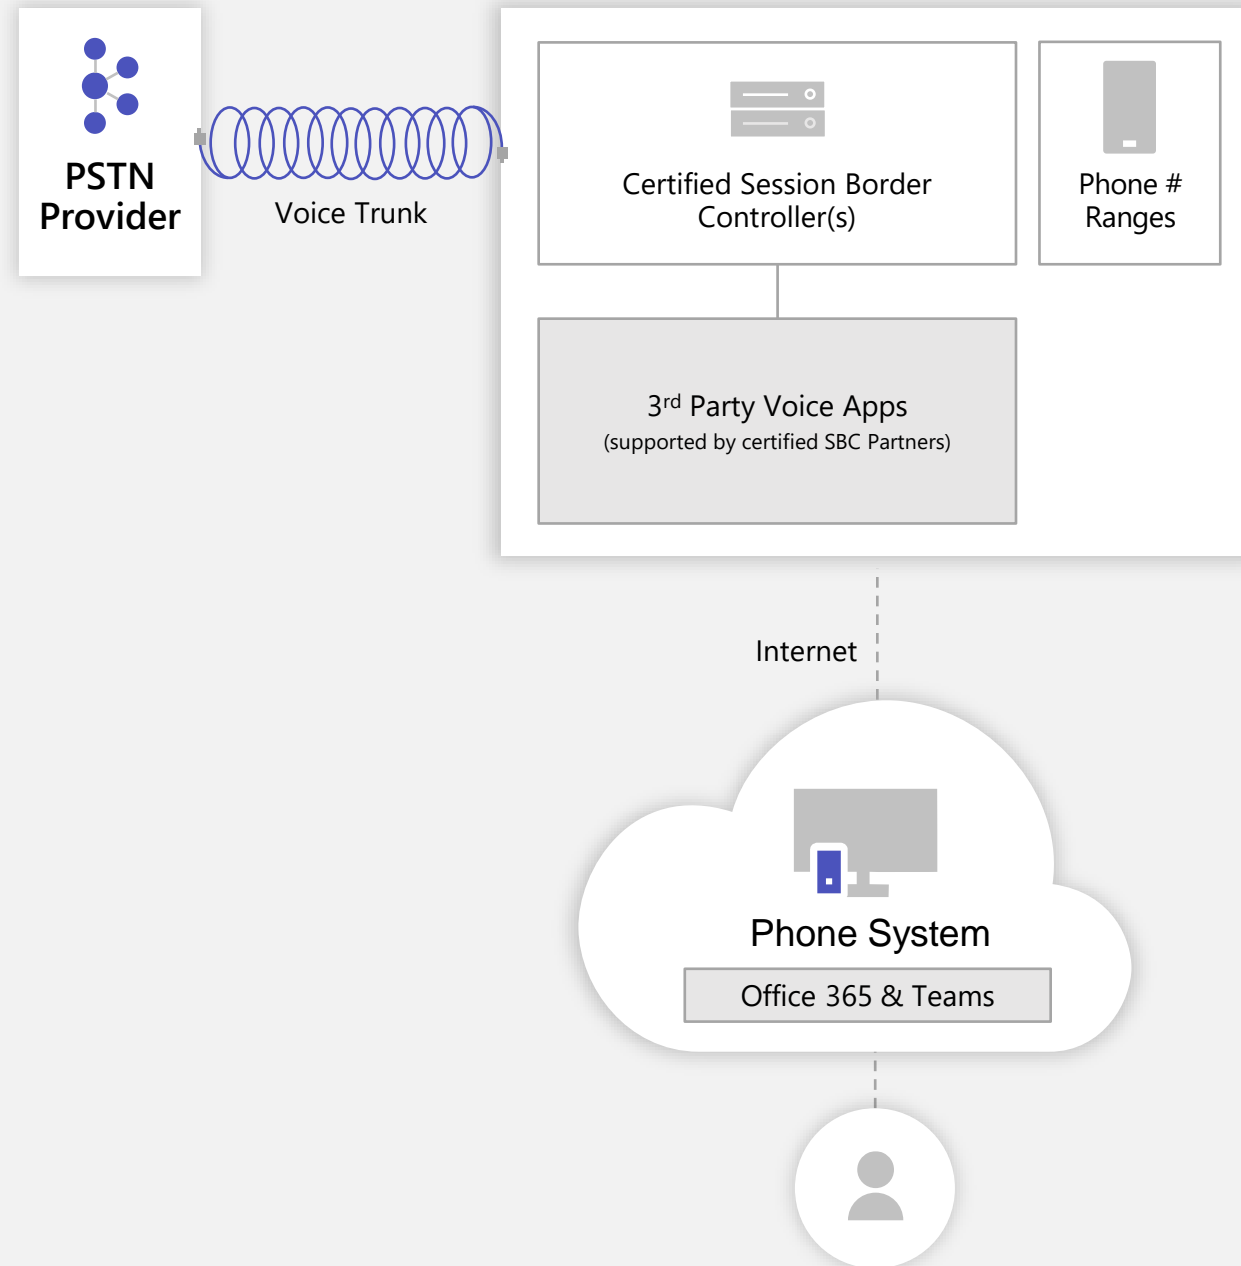 PSTN
Provider
Voice Trunk
Certified Session Border
Controller(s)
Phone #
Ranges
3rd Party Voice Apps
(supported by certified SBC Partners)
Internet
Phone System
Office 365 & Teams